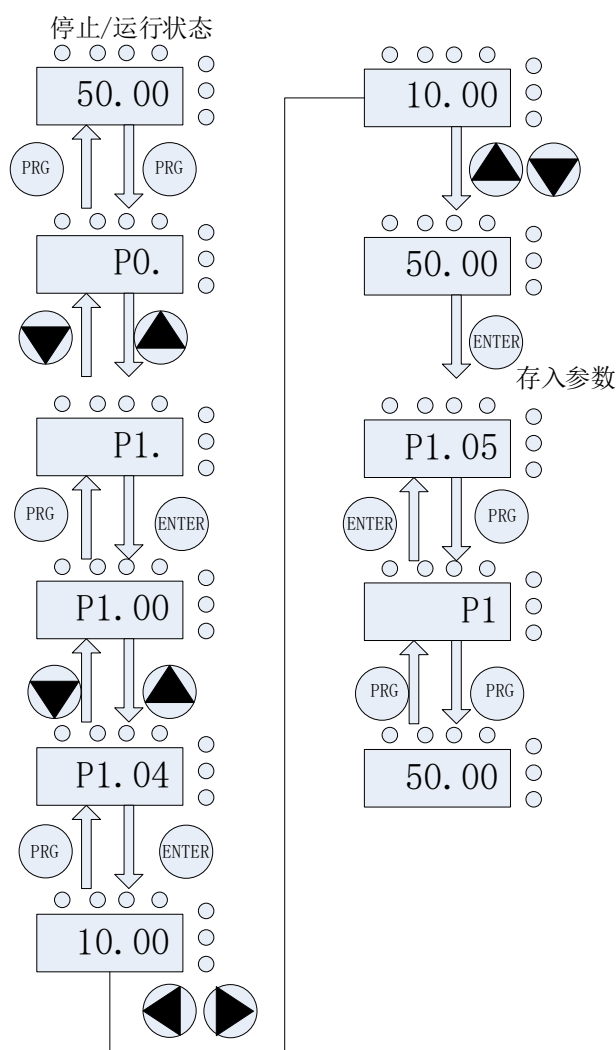 停止/运行状态
50.00
PRG
PRG
P0.
P1.
PRG
ENTER
P1.00
P1.04
PRG
ENTER
10.00
10.00
50.00
ENTER
存入参数
P1.05
ENTER
PRG
P1
PRG
PRG
50.00